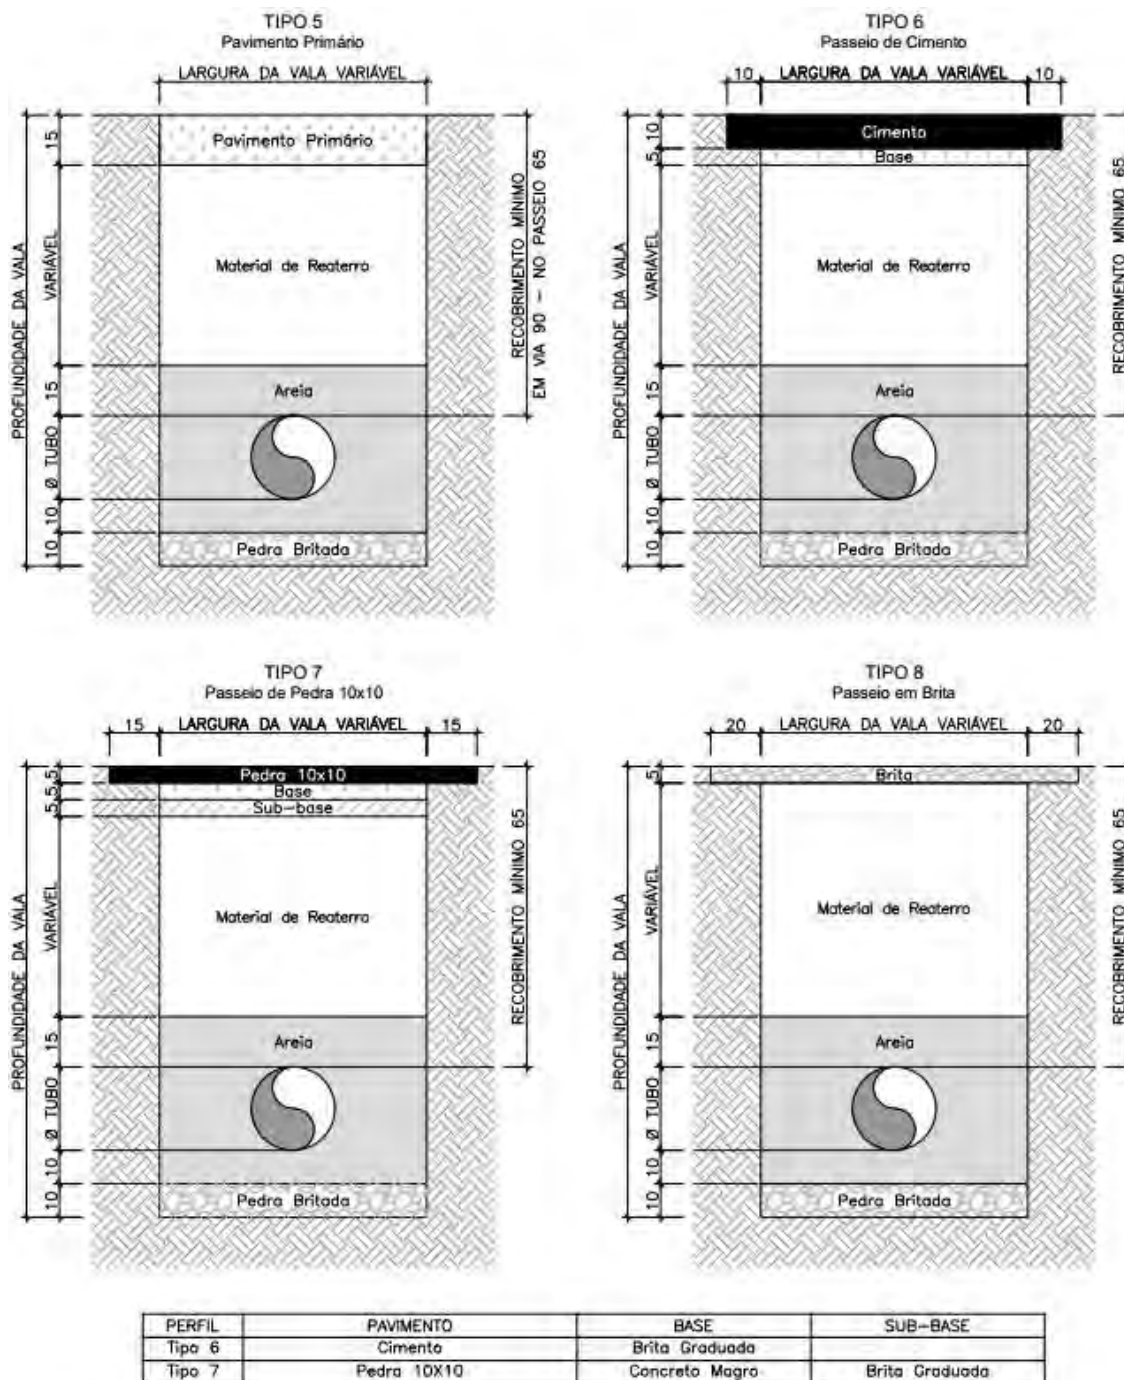 TIPO 5
Pavimento Primário
LARGURA DA VALA VARIÁVEL
PROFUNDIDADE DA VALA
15
VARIÁVEL
15
Ø TUBO
10
10
Pavimento Primário
Material de Reaterro
Areia
Pedra Britada
RECOBRIMENTO MÍNIMO
EM VIA 90 – NO PASSEIO 65
TIPO 6
Passeio de Cimento
10
LARGURA DA VALA VARIÁVEL
10
PROFUNDIDADE DA VALA
10
5
VARIÁVEL
15
Ø TUBO
10
10
Cimento
Base
Material de Reaterro
Areia
Pedra Britada
RECOBRIMENTO MÍNIMO 65
TIPO 7
Passeio de Pedra 10x10
15
LARGURA DA VALA VARIÁVEL
15
PROFUNDIDADE DA VALA
5
5
5
VARIÁVEL
15
Ø TUBO
10
10
Pedra 10x10
Base
Sub-base
Material de Reaterro
Areia
Pedra Britada
RECOBRIMENTO MÍNIMO 65
TIPO 8
Passeio em Brita
20
LARGURA DA VALA VARIÁVEL
20
PROFUNDIDADE DA VALA
5
VARIÁVEL
15
Ø TUBO
10
10
Brita
Material de Reaterro
Areia
Pedra Britada
RECOBRIMENTO MÍNIMO 65
PERFIL PAVIMENTO BASE SUB-BASE
Tipo 6 Cimento Brita Graduada
Tipo 7 Pedra 10X10 Concreto Magro Brita Graduada